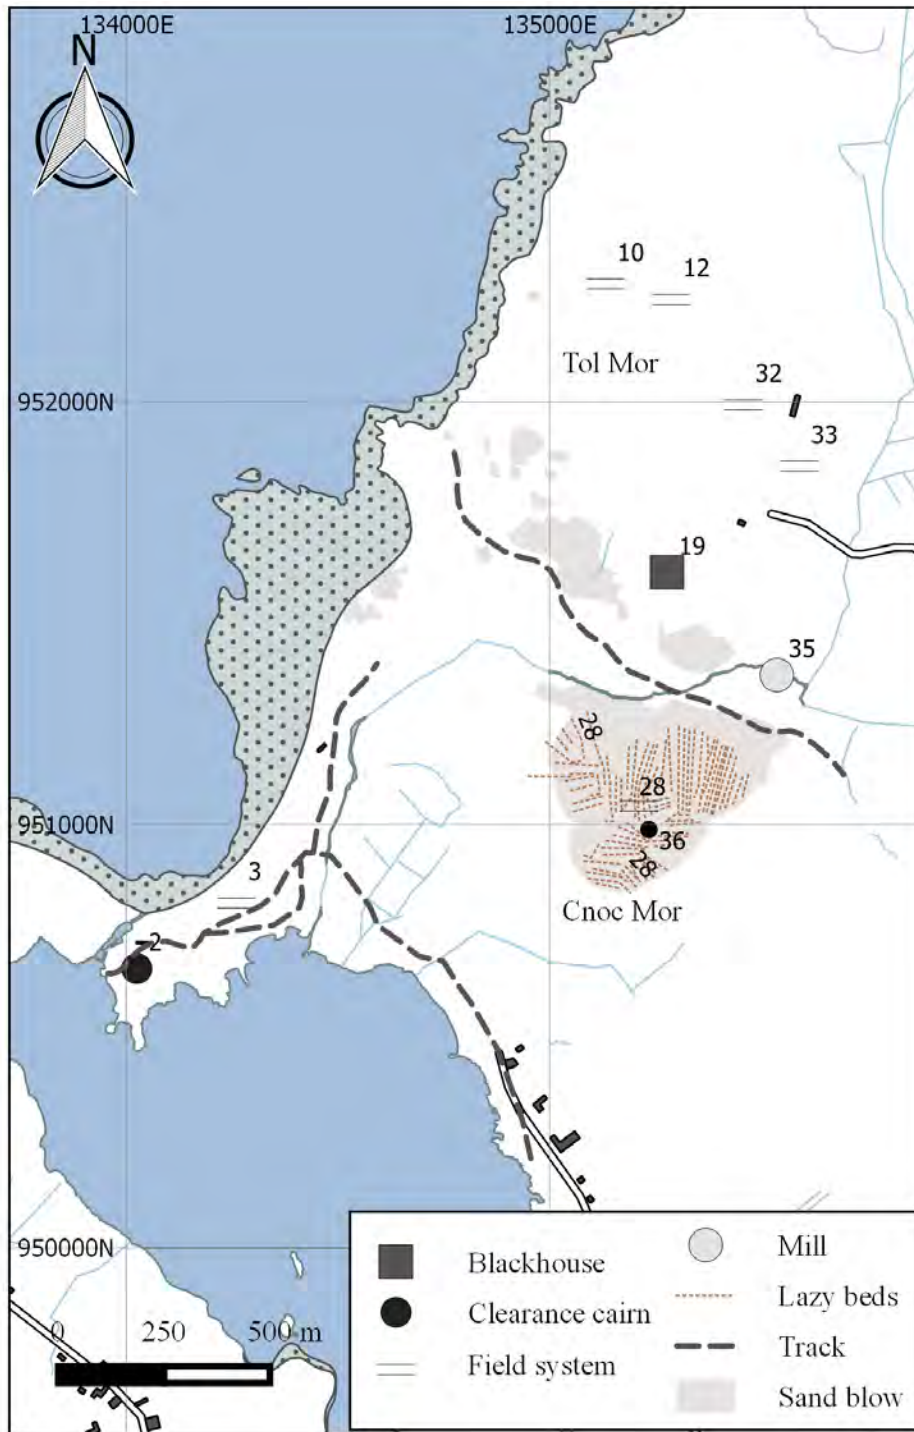 134000E 135000E
N
10
12
Tol Mor
952000N
32
33
19
35
28
28
951000N
36
3
28
Cnoc Mor
2
950000N
0 250 500 m
Blackhouse
Clearance cairn
Field system
Mill
Lazy beds
Track
Sand blow